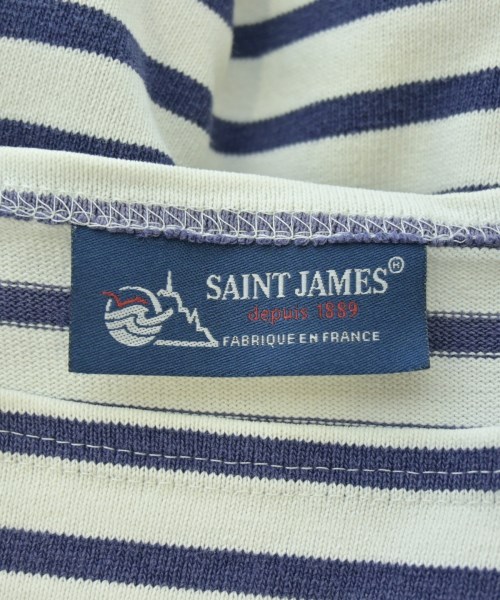 SAINT JAMES®
depuis 1889
FABRIQUE EN FRANCE